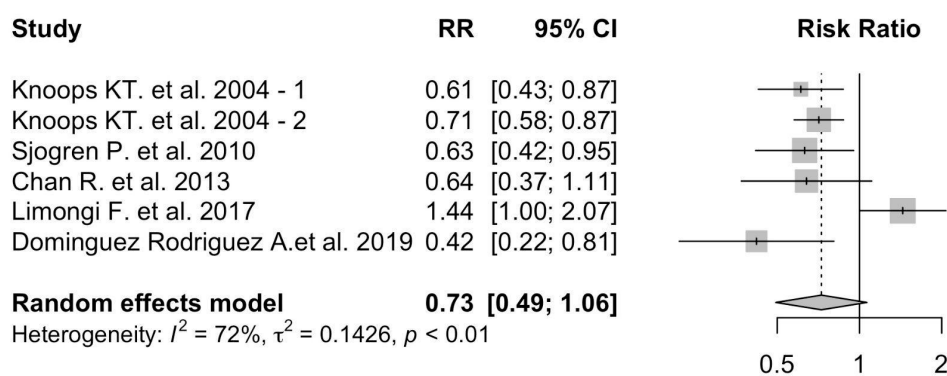 Study RR 95% CI Risk Ratio
Knoops KT. et al. 2004 - 1 0.61 [0.43; 0.87]
Knoops KT. et al. 2004 - 2 0.71 [0.58; 0.87]
Sjogren P. et al. 2010 0.63 [0.42; 0.95]
Chan R. et al. 2013 0.64 [0.37; 1.11]
Limongi F. et al. 2017 1.44 [1.00; 2.07]
Dominguez Rodriguez A.et al. 2019 0.42 [0.22; 0.81]
Random effects model 0.73 [0.49; 1.06]
Heterogeneity: I² = 72%, τ² = 0.1426, p < 0.01
0.5 1 2